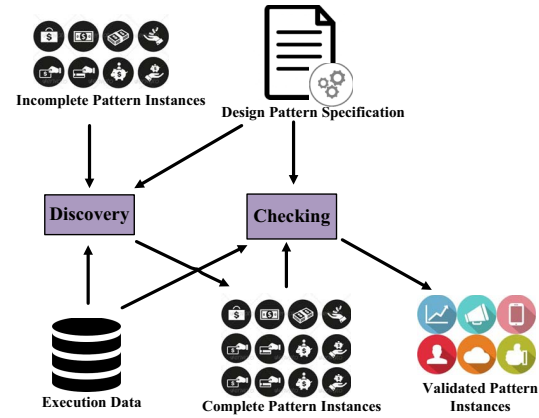 Incomplete Pattern Instances
Design Pattern Specification
Discovery
Checking
Execution Data
Complete Pattern Instances
Validated Pattern
Instances